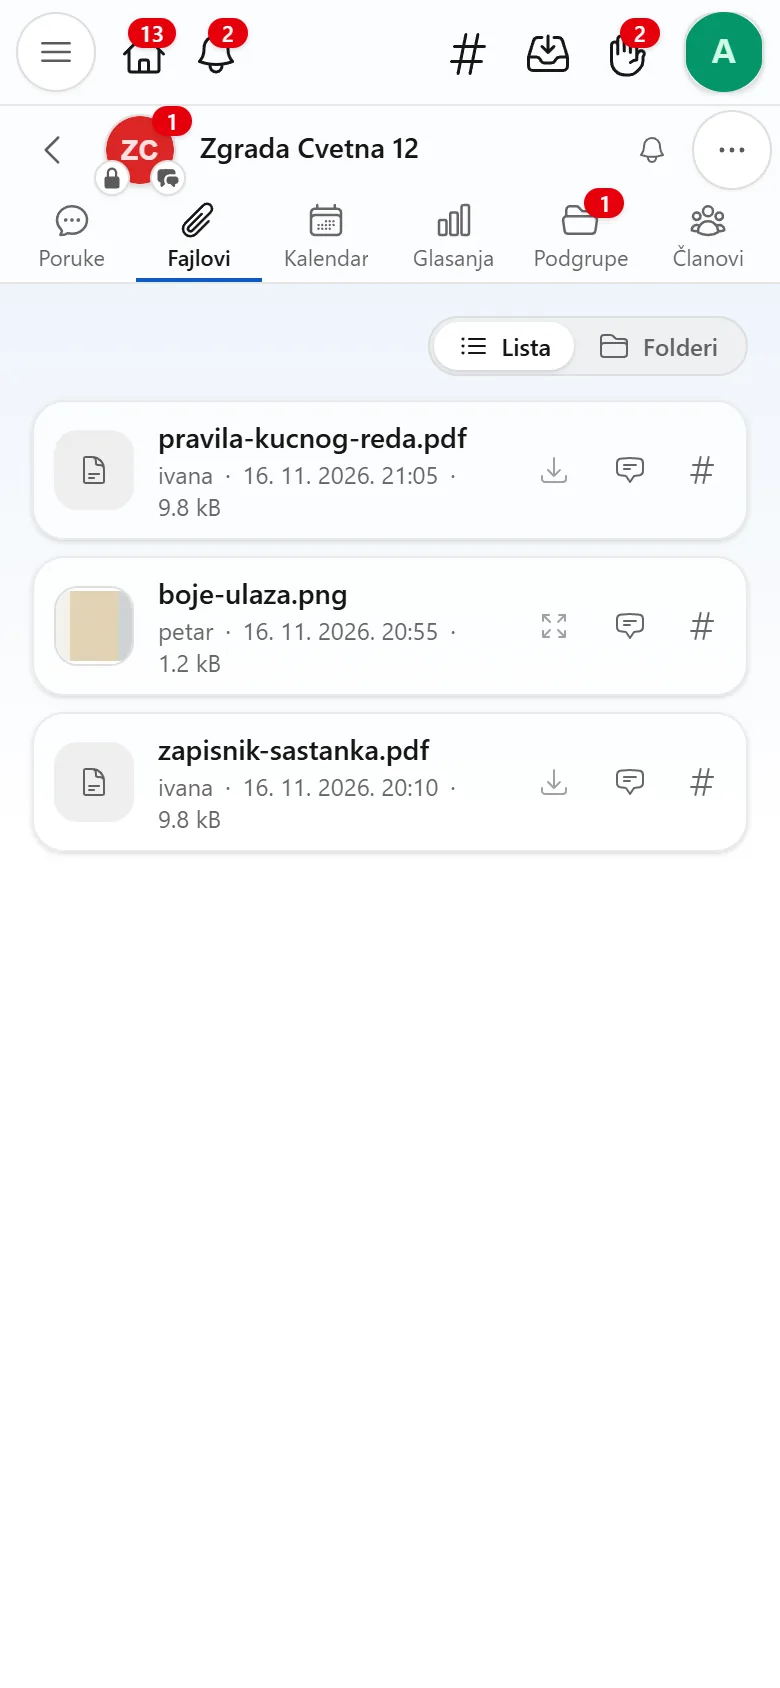 13
2
2
A
1
ZC
Zgrada Cvetna 12
Poruke
Fajlovi
Kalendar
Glasanja
1
Podgrupe
Članovi
Lista
Folderi
pravila-kucnog-reda.pdf
ivana · 16. 11. 2026. 21:05 ·
9.8 kB
boje-ulaza.png
petar · 16. 11. 2026. 20:55 ·
1.2 kB
zapisnik-sastanka.pdf
ivana · 16. 11. 2026. 20:10 ·
9.8 kB